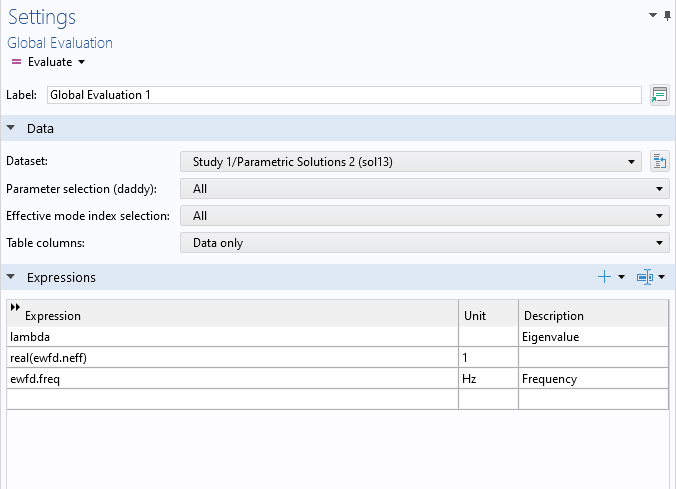 Settings
Global Evaluation
= Evaluate
Label: Global Evaluation 1
Data
Dataset: Study 1/Parametric Solutions 2 (sol13)
Parameter selection (daddy): All
Effective mode index selection: All
Table columns: Data only
Expressions
Expression Unit Description
lambda Eigenvalue
real(ewfd.neff) 1
ewfd.freq Hz Frequency